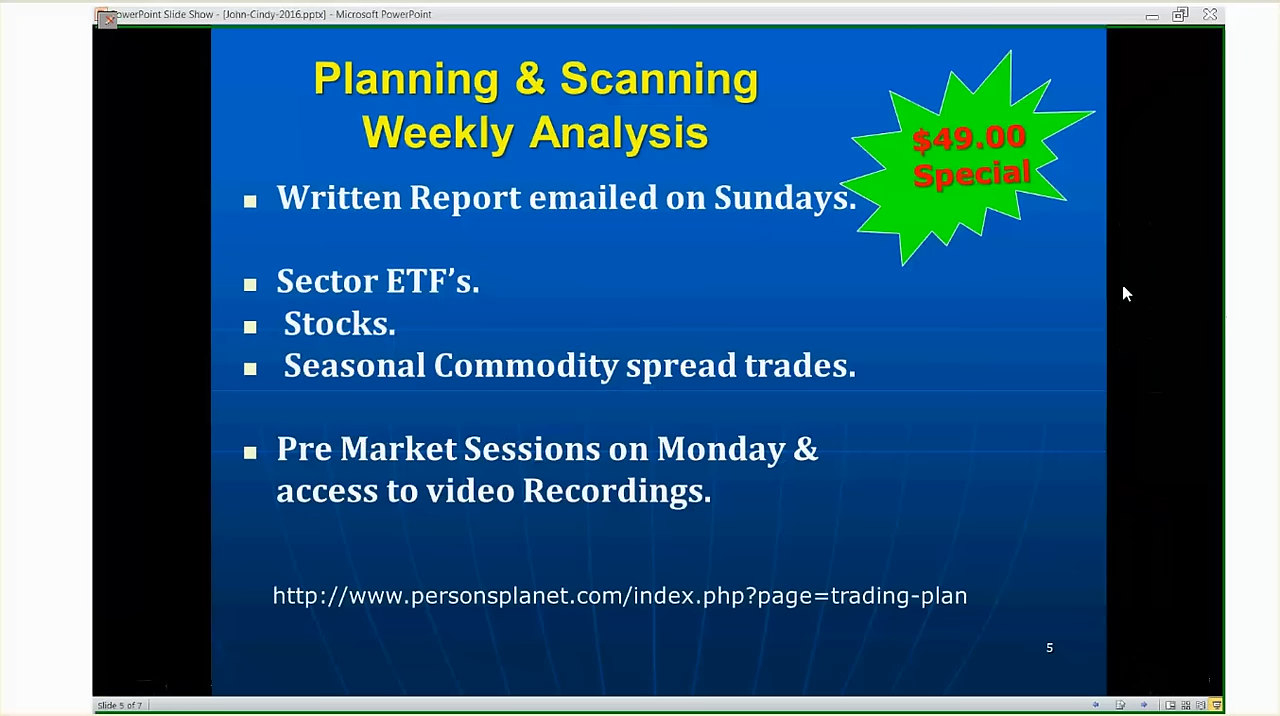 PowerPoint Slide Show - [John-Cindy-2016.pptx] - Microsoft PowerPoint
Planning & Scanning
Weekly Analysis
$49.00
Special
Written Report emailed on Sundays.
Sector ETF’s.
Stocks.
Seasonal Commodity spread trades.
Pre Market Sessions on Monday &
access to video Recordings.
http://www.personsplanet.com/index.php?page=trading-plan
5
Slide 5 of 7